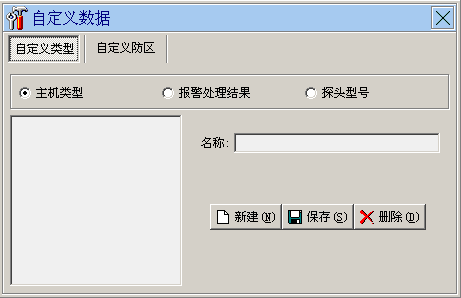 自定义数据
自定义类型 自定义防区
主机类型 报警处理结果 探头型号
名称:
新建(N) 保存(S) 删除(D)